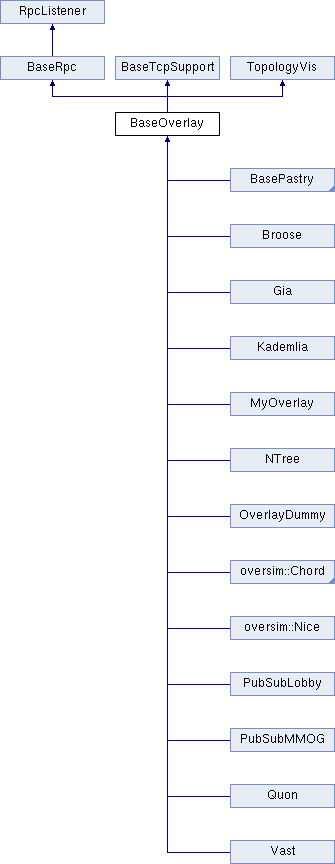 RpcListener
BaseRpc
BaseTcpSupport
TopologyVis
BaseOverlay
BasePastry
Broose
Gia
Kademlia
MyOverlay
NTree
OverlayDummy
oversim::Chord
oversim::Nice
PubSubLobby
PubSubMMOG
Quon
Vast